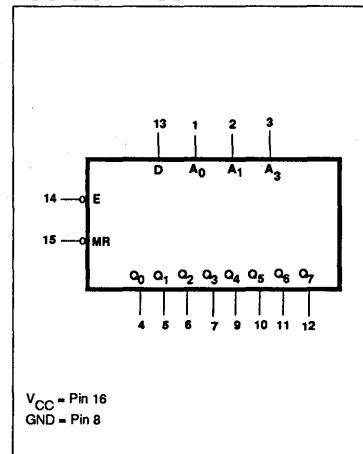 13 1 2 3
D A0 A1 A3
14 E
15 MR
Q0 Q1 Q2 Q3 Q4 Q5 Q6 Q7
4 5 6 7 9 10 11 12
VCC = Pin 16
GND = Pin 8